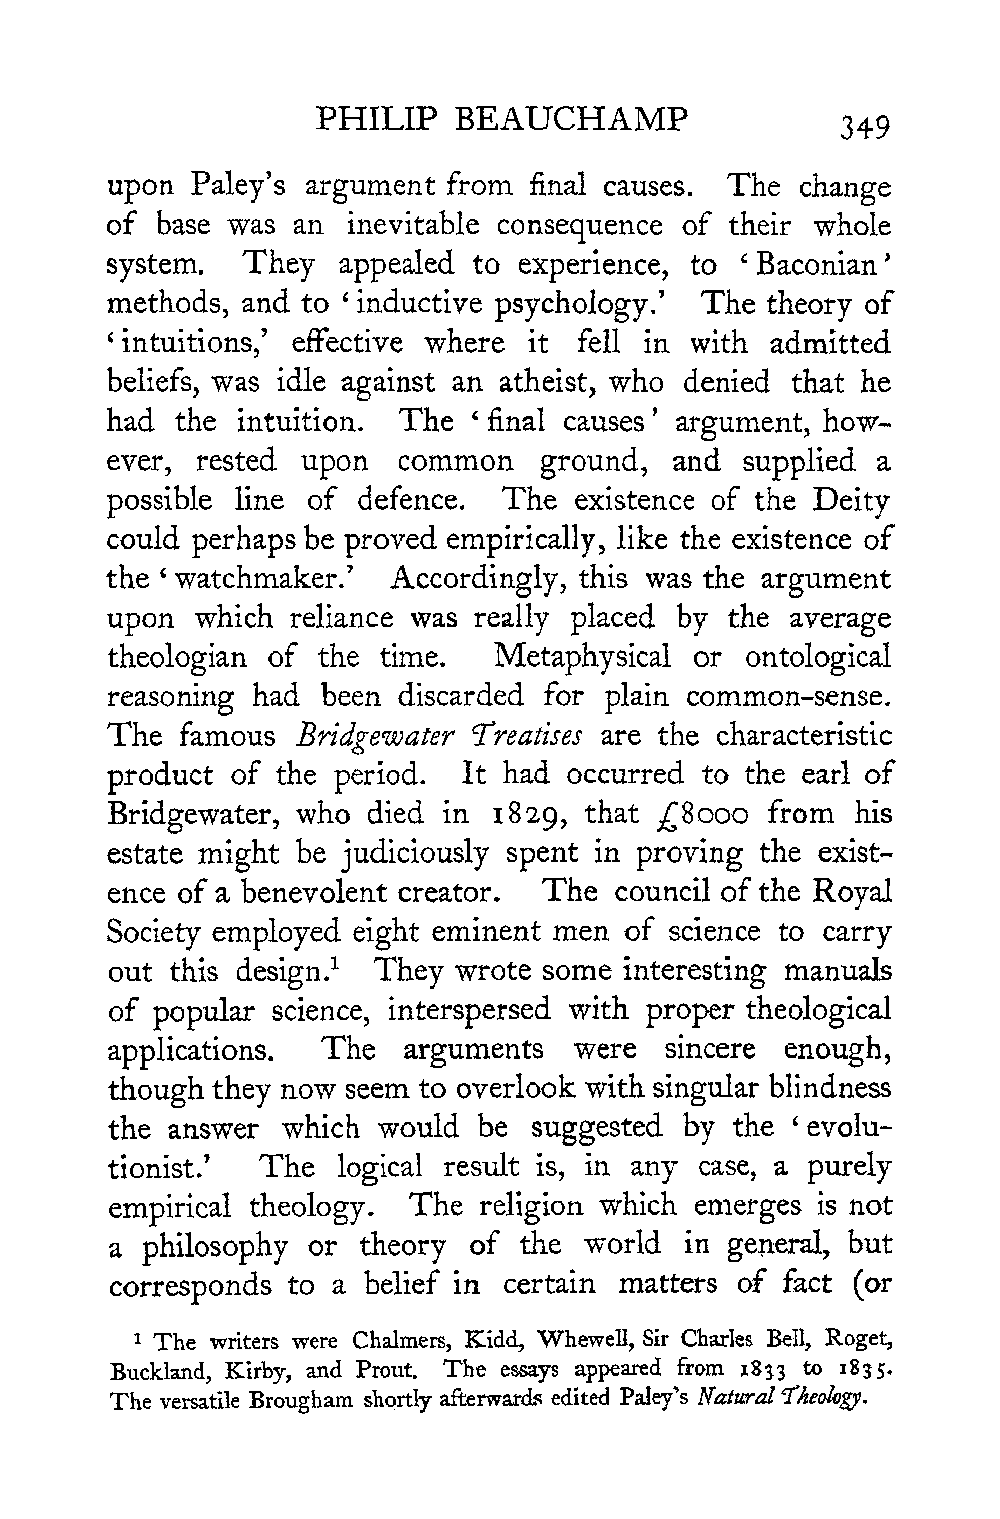 PHILIP BEAUCHAMP 349
upon Paley's argument from final causes. The change
of base was an inevitable consequence of their whole
system. They appealed to experience, to ‘Baconian’
methods, and to ‘inductive psychology.’ The theory of
‘intuitions,’ effective where it fell in with admitted
beliefs, was idle against an atheist, who denied that he
had the intuition. The ‘final causes’ argument, how-
ever, rested upon common ground, and supplied a
possible line of defence. The existence of the Deity
could perhaps be proved empirically, like the existence of
the ‘watchmaker.’ Accordingly, this was the argument
upon which reliance was really placed by the average
theologian of the time. Metaphysical or ontological
reasoning had been discarded for plain common-sense.
The famous Bridgewater Treatises are the characteristic
product of the period. It had occurred to the earl of
Bridgewater, who died in 1829, that £8000 from his
estate might be judiciously spent in proving the exist-
ence of a benevolent creator. The council of the Royal
Society employed eight eminent men of science to carry
out this design.¹ They wrote some interesting manuals
of popular science, interspersed with proper theological
applications. The arguments were sincere enough,
though they now seem to overlook with singular blindness
the answer which would be suggested by the ‘evolu-
tionist.’ The logical result is, in any case, a purely
empirical theology. The religion which emerges is not
a philosophy or theory of the world in general, but
corresponds to a belief in certain matters of fact (or
¹ The writers were Chalmers, Kidd, Whewell, Sir Charles Bell, Roget,
Buckland, Kirby, and Prout. The essays appeared from 1833 to 1835.
The versatile Brougham shortly afterwards edited Paley's Natural Theology.